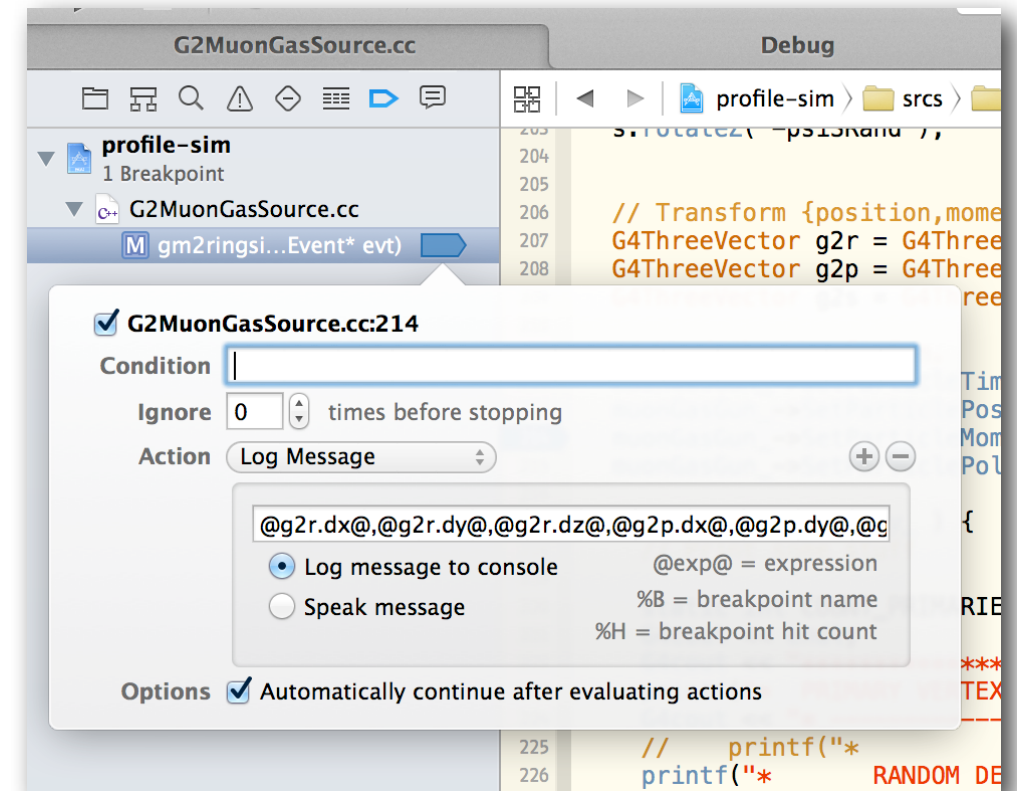 G2MuonGasSource.cc
Debug
profile-sim 〉 srcs 〉
profile-sim
1 Breakpoint
G2MuonGasSource.cc
M gm2ringsi...Event* evt)
203 s.rotateZ( -psiSRand );
204
205
206 // Transform {position,mome
207 G4ThreeVector g2r = G4Three
208 G4ThreeVector g2p = G4Three
ree
G2MuonGasSource.cc:214
Condition
Ignore 0 times before stopping
Action Log Message
Tim
Pos
Mom
Pol
@g2r.dx@,@g2r.dy@,@g2r.dz@,@g2p.dx@,@g2p.dy@,@g
{
Log message to console
@exp@ = expression
Speak message
%B = breakpoint name
%H = breakpoint hit count
RIE
***
Options Automatically continue after evaluating actions
TEX
225 // printf("*
226 printf("* RANDOM DE